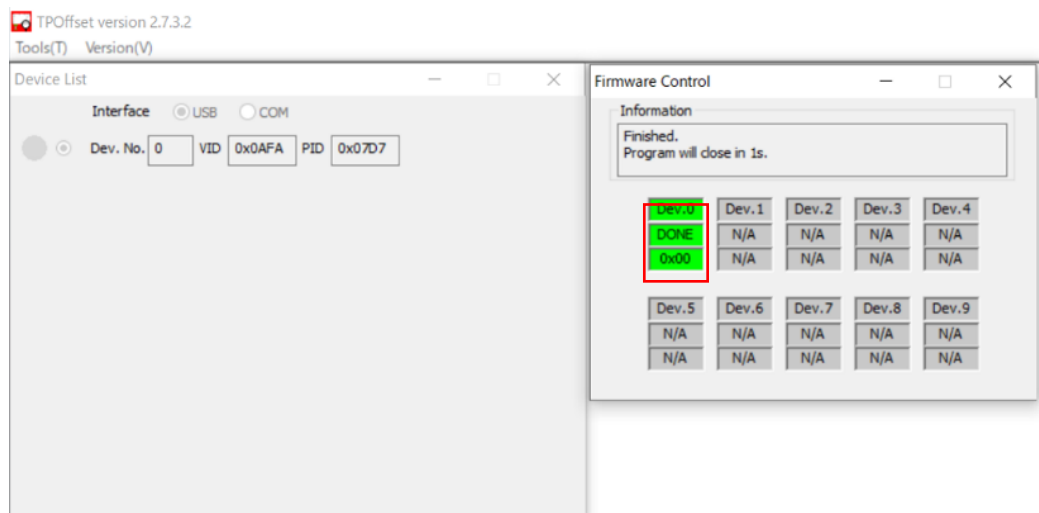 TPOffset version 2.7.3.2
Tools(T) Version(V)
Device List
Interface USB COM
Dev. No. 0 VID 0x0AFA PID 0x07D7
Firmware Control
Information
Finished.
Program will close in 1s.
Dev.0 Dev.1 Dev.2 Dev.3 Dev.4
DONE N/A N/A N/A N/A
0x00 N/A N/A N/A N/A
Dev.5 Dev.6 Dev.7 Dev.8 Dev.9
N/A N/A N/A N/A N/A
N/A N/A N/A N/A N/A